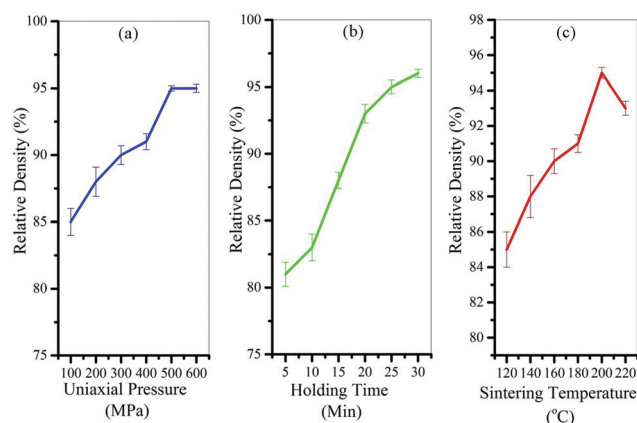 (a)
Relative Density (%)
100
95
90
85
80
75
100 200 300 400 500 600
Uniaxial Pressure
(MPa)
(b)
Relative Density (%)
100
95
90
85
80
75
5 10 15 20 25 30
Holding Time
(Min)
(c)
Relative Density (%)
98
96
94
92
90
88
86
84
82
80
120 140 160 180 200 220
Sintering Temperature
(°C)